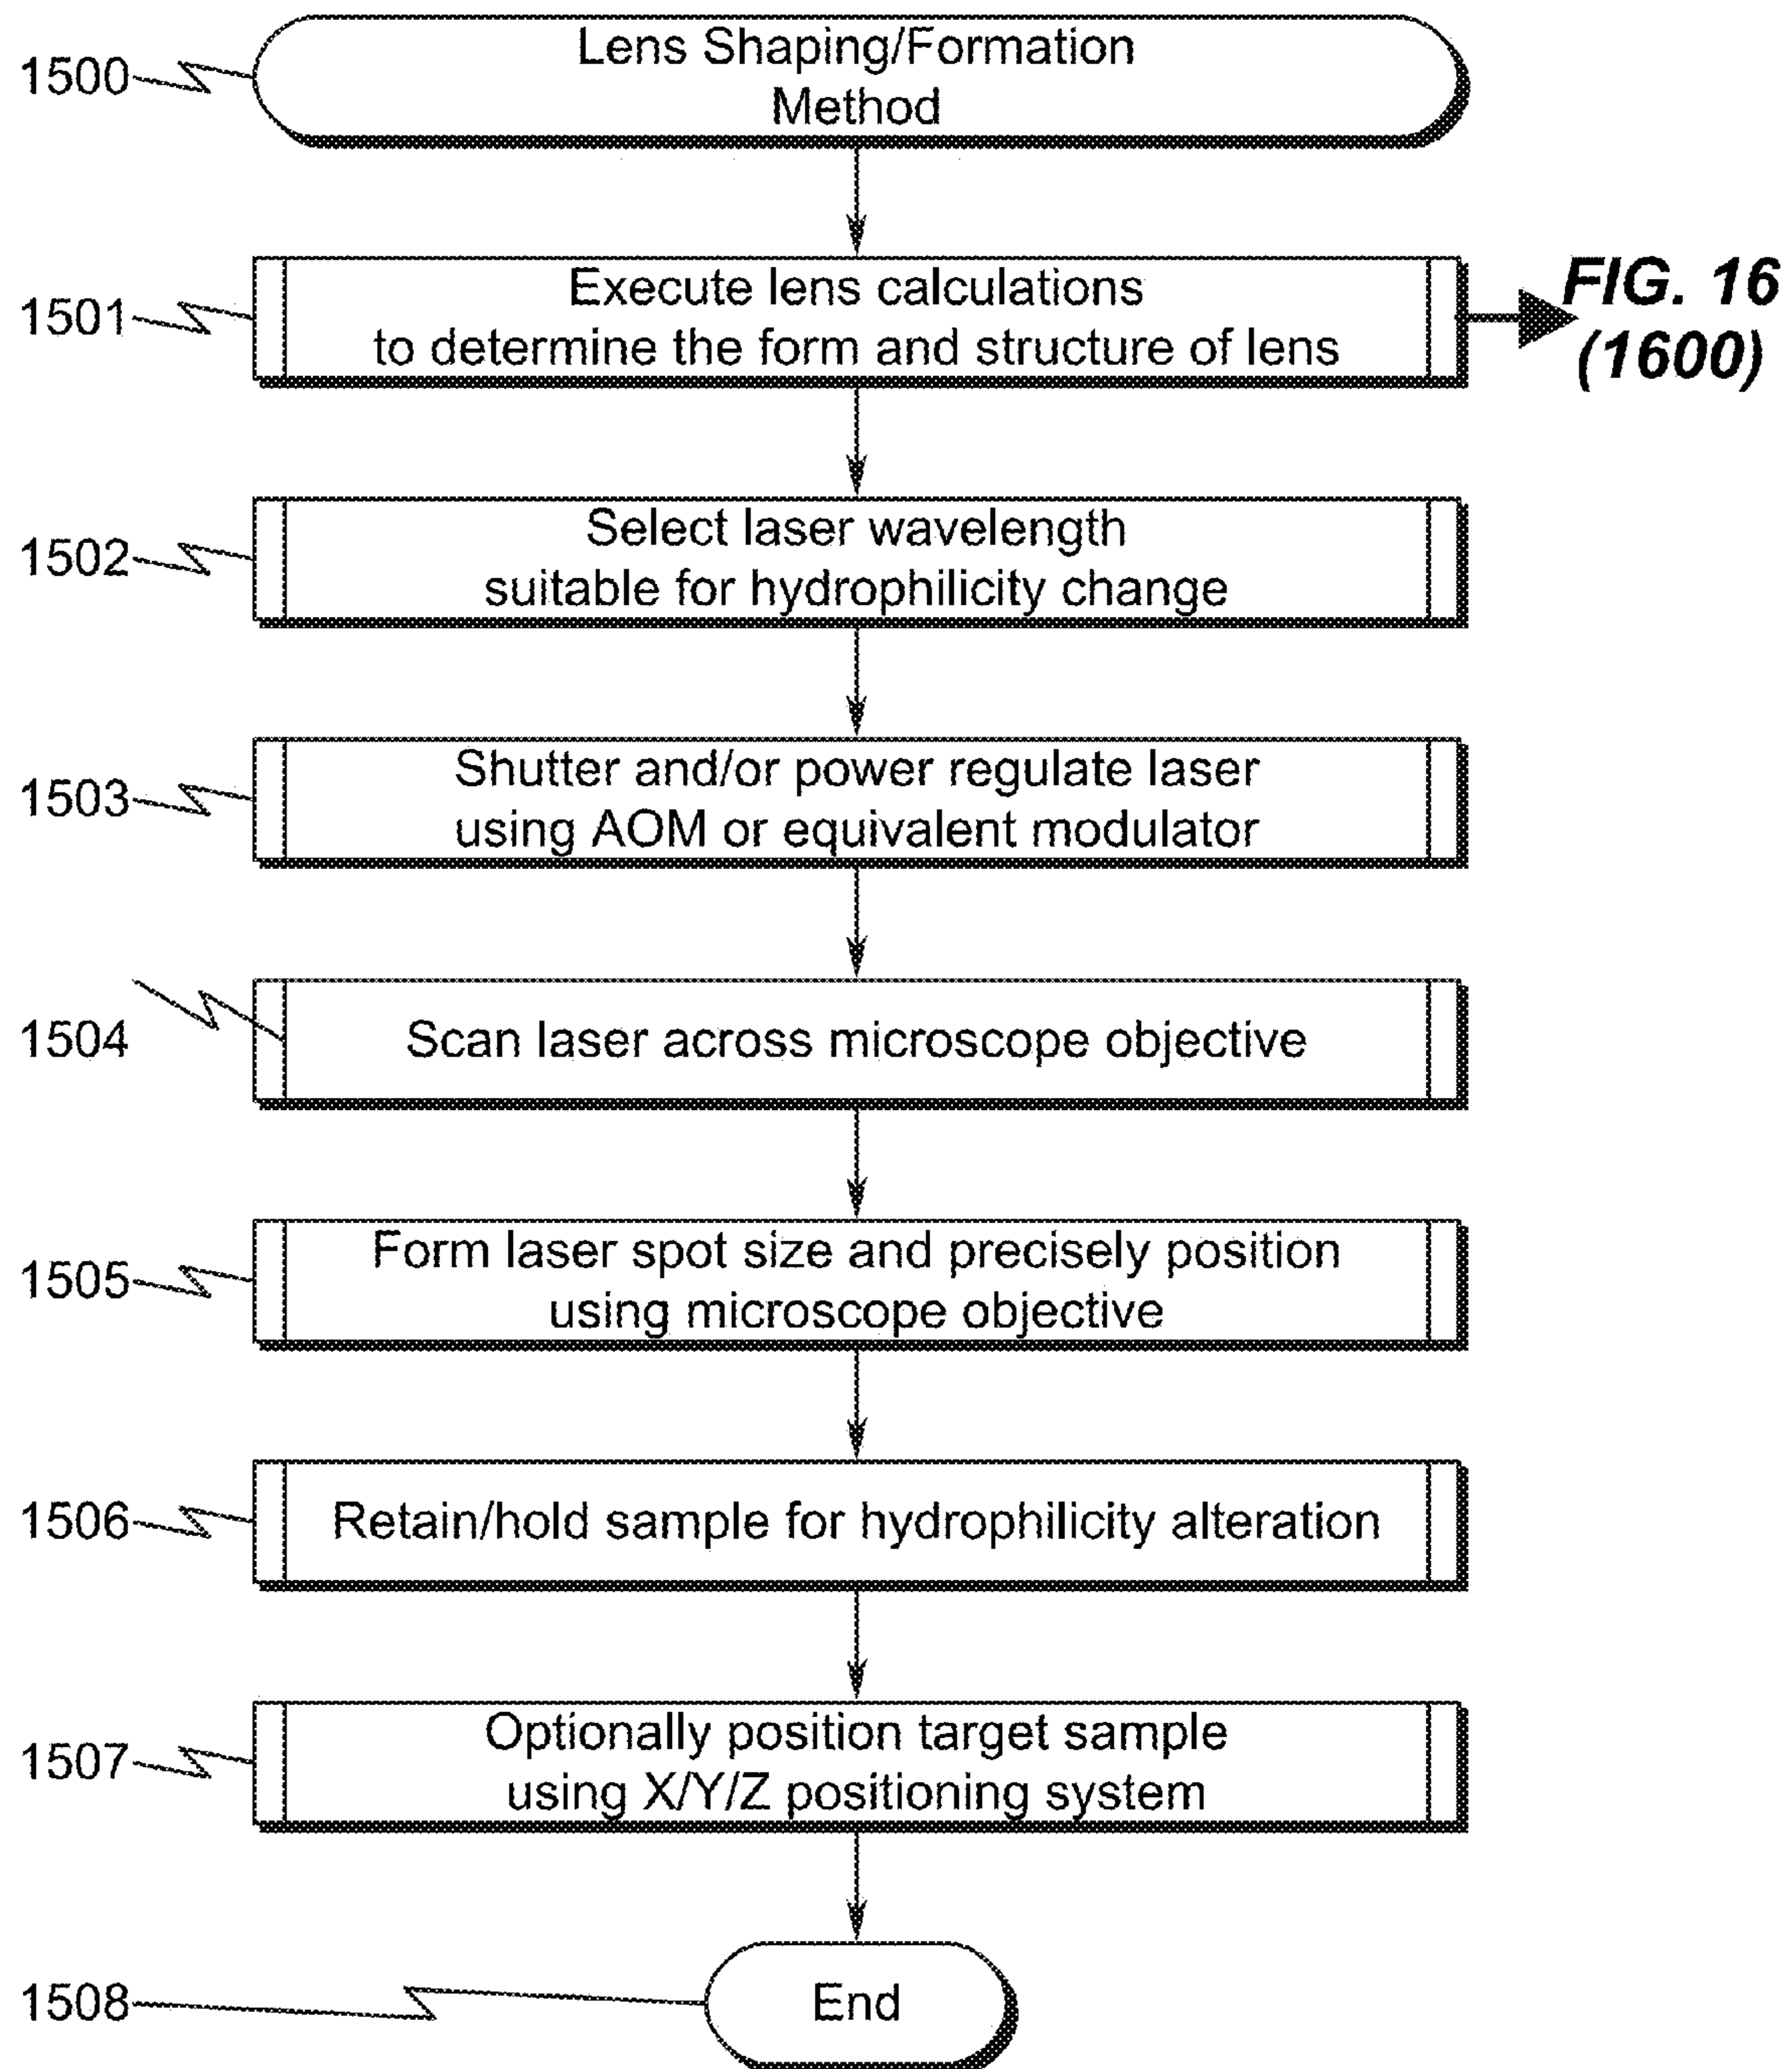 1500
Lens Shaping/Formation
Method
1501
Execute lens calculations
to determine the form and structure of lens
FIG. 16
(1600)
1502
Select laser wavelength
suitable for hydrophilicity change
1503
Shutter and/or power regulate laser
using AOM or equivalent modulator
1504
Scan laser across microscope objective
1505
Form laser spot size and precisely position
using microscope objective
1506
Retain/hold sample for hydrophilicity alteration
1507
Optionally position target sample
using X/Y/Z positioning system
1508
End